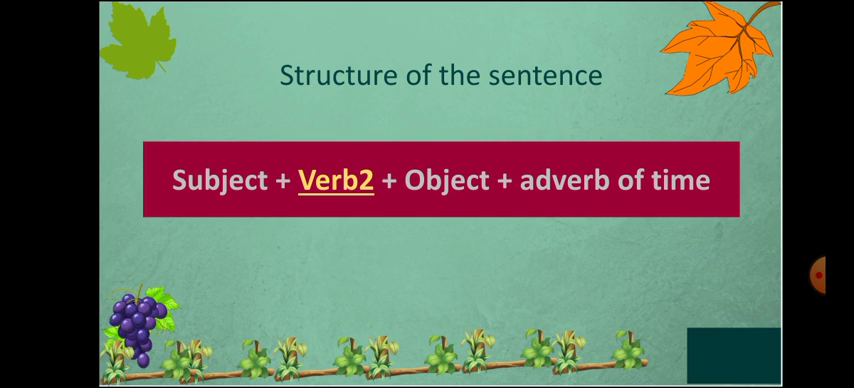 Structure of the sentence
Subject + Verb2 + Object + adverb of time